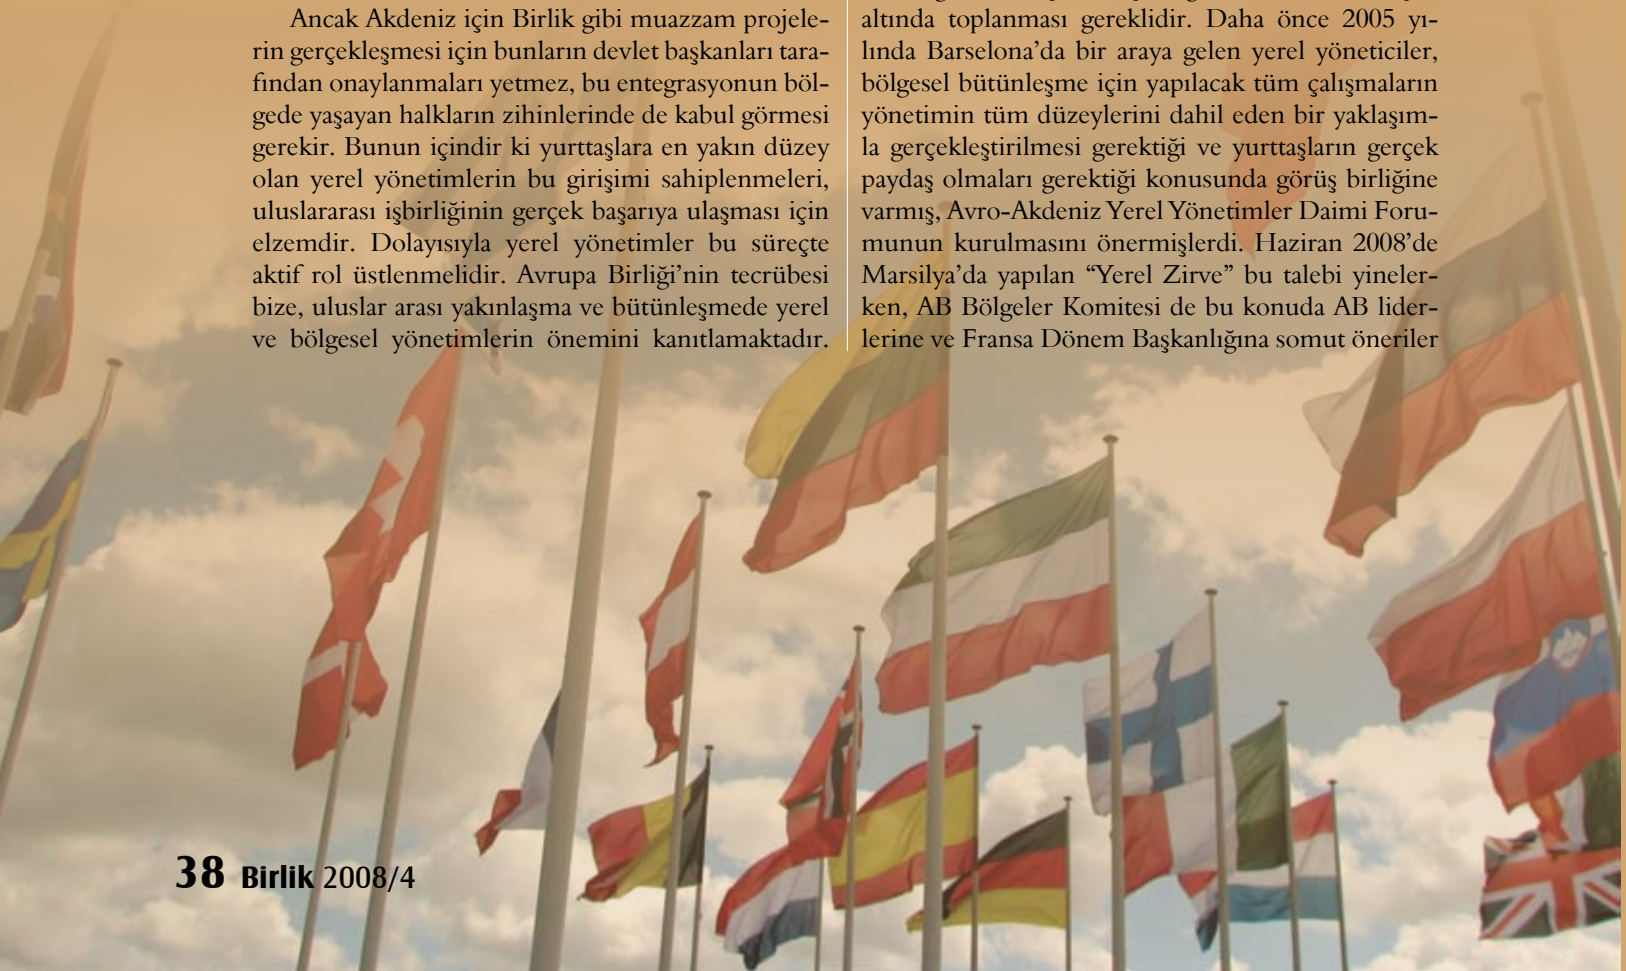 Ancak Akdeniz için Birlik gibi muazzam projele-
rin gerçekleşmesi için bunların devlet başkanları tara-
fından onaylanmaları yetmez, bu entegrasyonun böl-
gede yaşayan halkların zihinlerinde de kabul görmesi
gerekir. Bunun içindir ki yurttaşlara en yakın düzey
olan yerel yönetimlerin bu girişimi sahiplenmeleri,
uluslararası işbirliğinin gerçek başarıya ulaşması için
elzemdir. Dolayısıyla yerel yönetimler bu süreçte
aktif rol üstlenmelidir. Avrupa Birliği’nin tecrübesi
bize, uluslar arası yakınlaşma ve bütünleşmede yerel
ve bölgesel yönetimlerin önemini kanıtlamaktadır.
altında toplanması gereklidir. Daha önce 2005 yı-
lında Barselona’da bir araya gelen yerel yöneticiler,
bölgesel bütünleşme için yapılacak tüm çalışmaların
yönetimin tüm düzeylerini dahil eden bir yaklaşım-
la gerçekleştirilmesi gerektiği ve yurttaşların gerçek
paydaş olmaları gerektiği konusunda görüş birliğine
varmış, Avro-Akdeniz Yerel Yönetimler Daimi Foru-
munun kurulmasını önermişlerdi. Haziran 2008’de
Marsilya’da yapılan “Yerel Zirve” bu talebi yineler-
ken, AB Bölgeler Komitesi de bu konuda AB lider-
lerine ve Fransa Dönem Başkanlığına somut öneriler
38 Birlik 2008/4